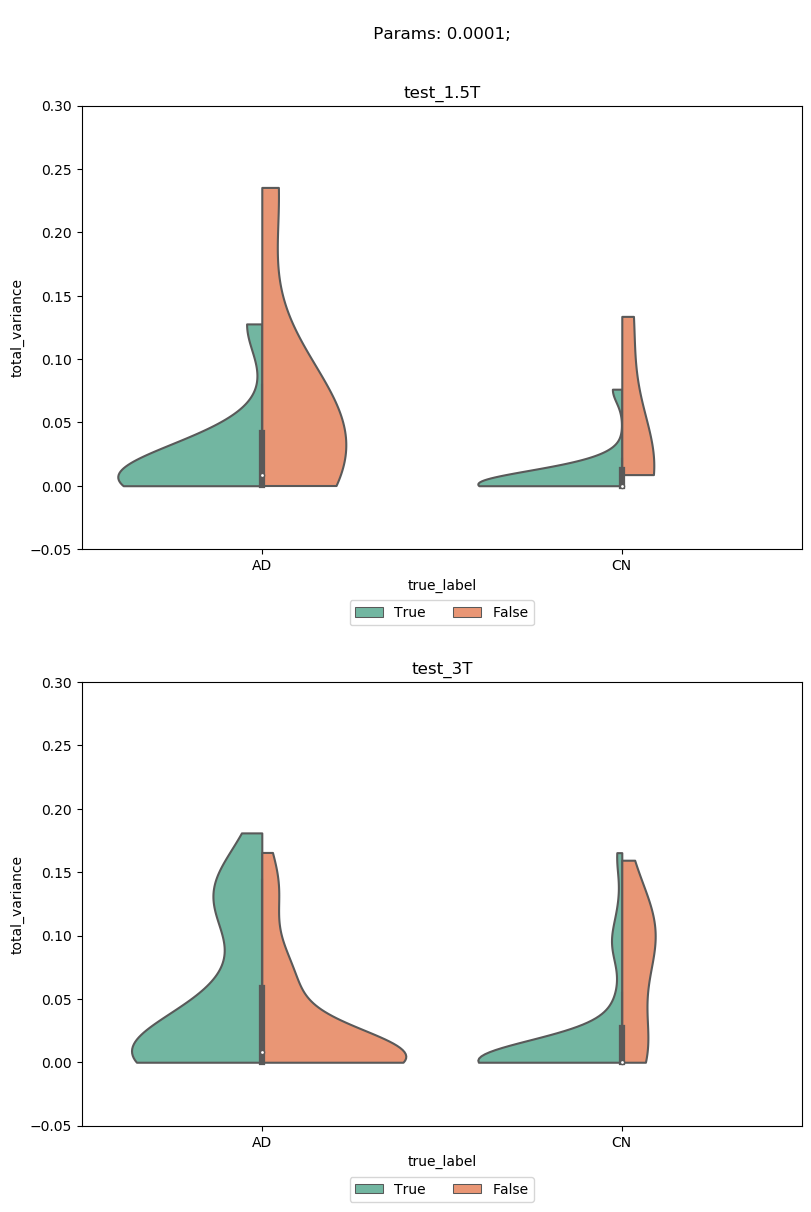 Params: 0.0001;
test_1.5T
0.30
0.25
0.20
0.15
0.10
0.05
0.00
−0.05
total_variance
AD CN
true_label
True False
test_3T
0.30
0.25
0.20
0.15
0.10
0.05
0.00
−0.05
total_variance
AD CN
true_label
True False